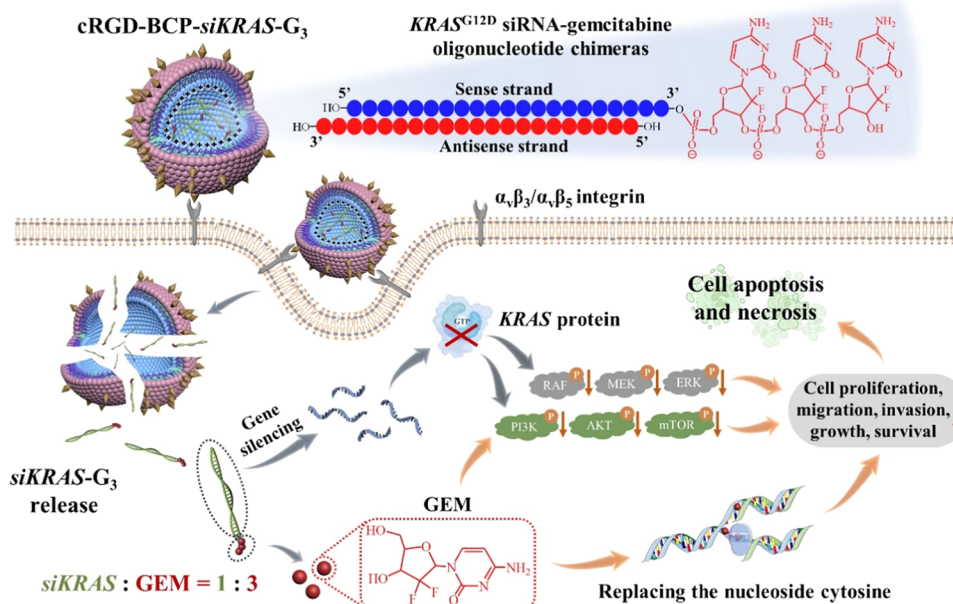 cRGD-BCP-siKRAS-G₃
KRASᴳ¹²ᴰ siRNA-gemcitabine
oligonucleotide chimeras
5’
Sense strand
3’
HO
O
HO
OH
3’
Antisense strand
5’
NH₂
NH₂
NH₂
N
N
N
N
O
N
O
N
O
O
O
O
O
P
O
O
P
O
O
P
O
O
O
O
F
F
F
F
F
F
O
O
OH
αᵥβ₃/αᵥβ₅ integrin
Cell apoptosis
and necrosis
GTP
KRAS protein
P
P
P
RAF
MEK
ERK
P
P
P
PI3K
AKT
mTOR
Cell proliferation,
migration, invasion,
growth, survival
Gene
silencing
siKRAS-G₃
release
GEM
HO
O
N
NH₂
HO
N
F
F
O
siKRAS : GEM = 1 : 3
Replacing the nucleoside cytosine